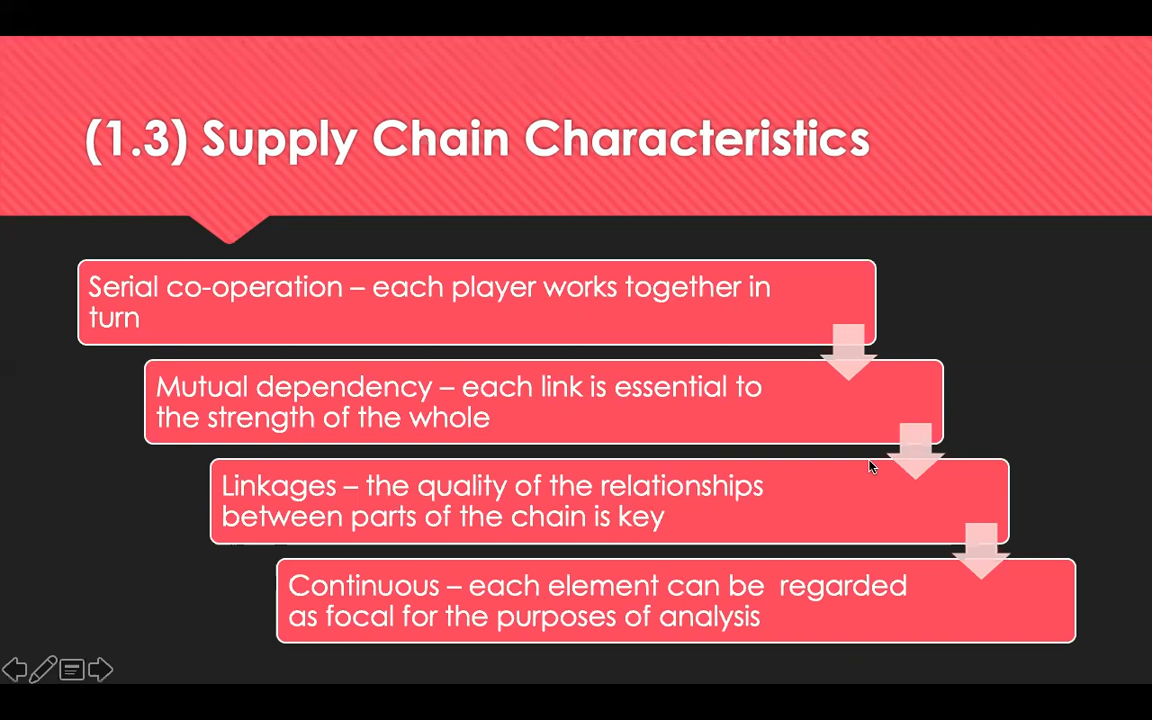 (1.3) Supply Chain Characteristics
Serial co-operation – each player works together in
turn
Mutual dependency – each link is essential to
the strength of the whole
Linkages – the quality of the relationships
between parts of the chain is key
Continuous – each element can be  regarded
as focal for the purposes of analysis